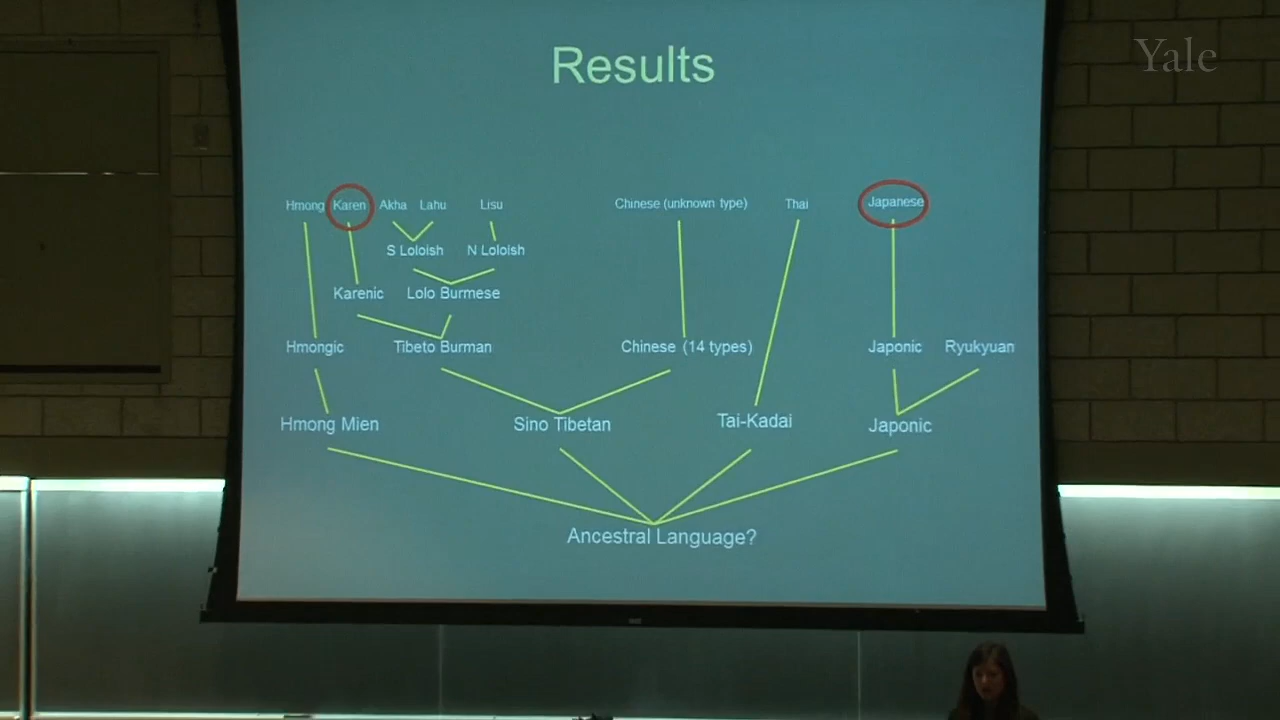 Yale
Results
Hmong Karen Akha Lahu Lisu Chinese (unknown type) Thai Japanese
S Loloish N Loloish
Karenic Lolo Burmese
Hmongic Tibeto Burman Chinese (14 types) Japonic Ryukyuan
Hmong Mien Sino Tibetan Tai-Kadai Japonic
Ancestral Language?